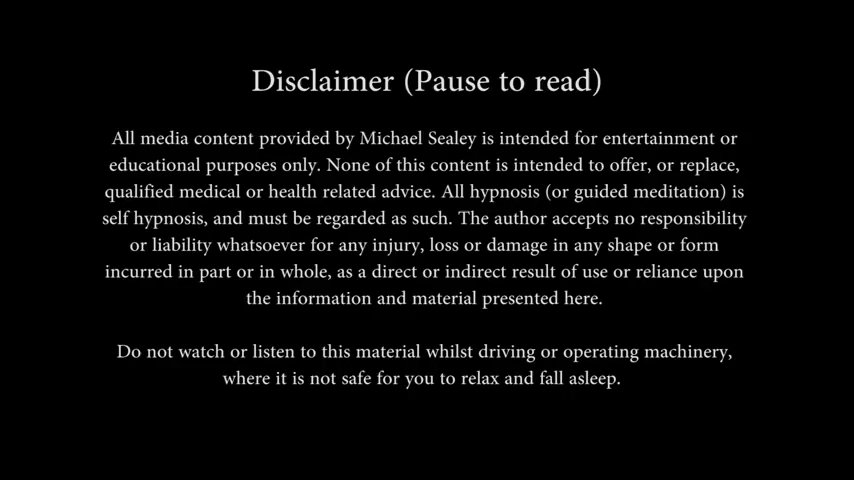 Disclaimer (Pause to read)
All media content provided by Michael Sealey is intended for entertainment or
educational purposes only. None of this content is intended to offer, or replace,
qualified medical or health related advice. All hypnosis (or guided meditation) is
self hypnosis, and must be regarded as such. The author accepts no responsibility
or liability whatsoever for any injury, loss or damage in any shape or form
incurred in part or in whole, as a direct or indirect result of use or reliance upon
the information and material presented here.
Do not watch or listen to this material whilst driving or operating machinery,
where it is not safe for you to relax and fall asleep.